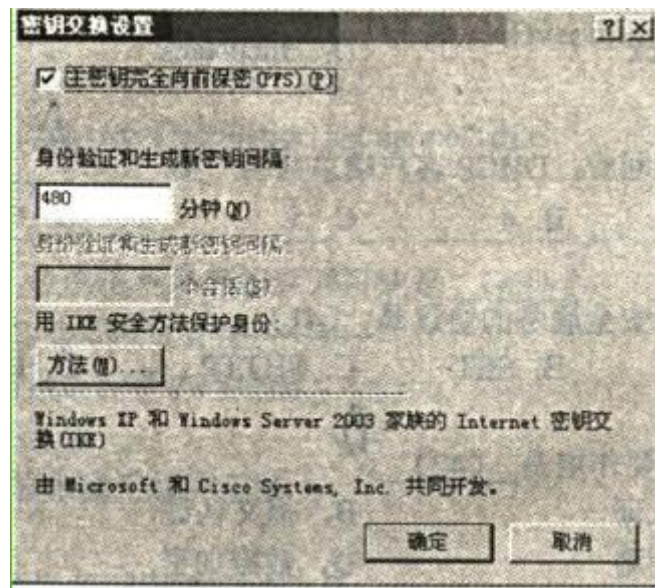 密钥交换设置
主密钥完全向前保密(PFS)(P)
身份验证和生成新密钥间隔:
480
分钟(N)
身份验证和生成新密钥间隔:
个会话(S)
用 IKE 安全方法保护身份:
方法(M)...
Windows XP 和 Windows Server 2003 家族的 Internet 密钥交
换(IKE)
由 Microsoft 和 Cisco Systems, Inc. 共同开发。
确定
取消